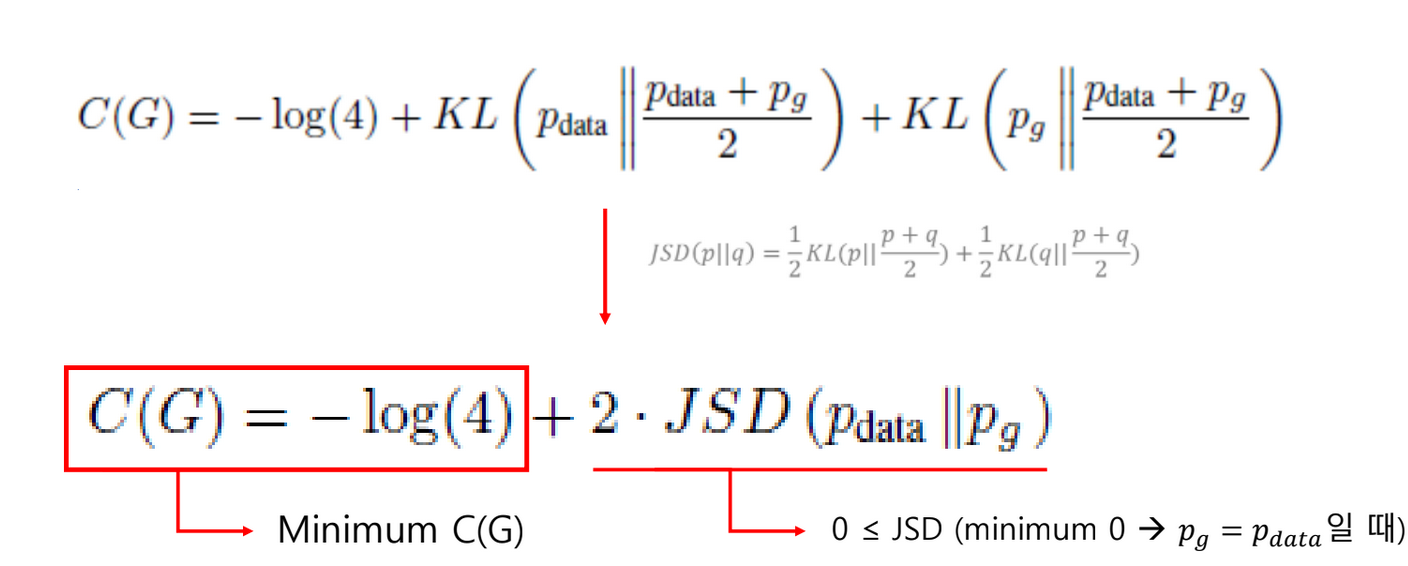 C(G) = − log(4) + KL ( p_data ‖ (p_data + p_g)/2 ) + KL ( p_g ‖ (p_data + p_g)/2 )
JSD(p||q) = 1/2 KL(p|| (p + q)/2 ) + 1/2 KL(q|| (p + q)/2 )
C(G) = − log(4) + 2 · JSD (p_data ‖ p_g )
Minimum C(G)
0 ≤ JSD (minimum 0 → p_g = p_data일 때)